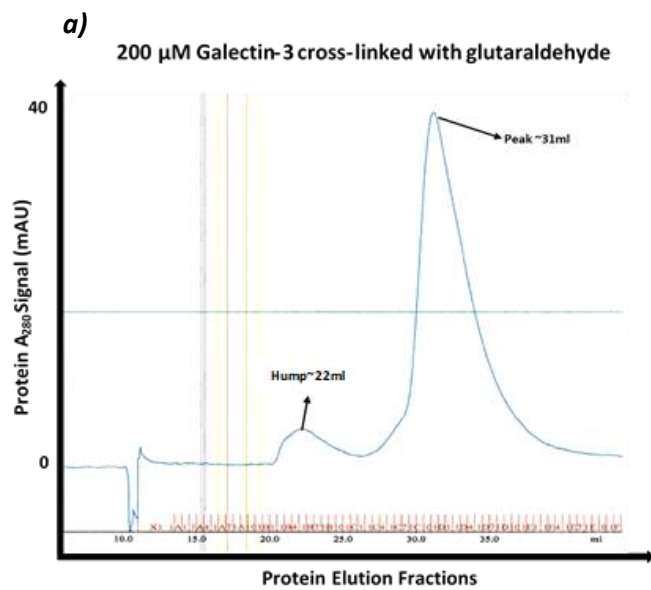 a)
200 µM Galectin-3 cross-linked with glutaraldehyde
40
Peak ~31ml
Protein A280 Signal (mAU)
Hump~22ml
0
10.0 15.0 20.0 25.0 30.0 35.0 ml
Protein Elution Fractions